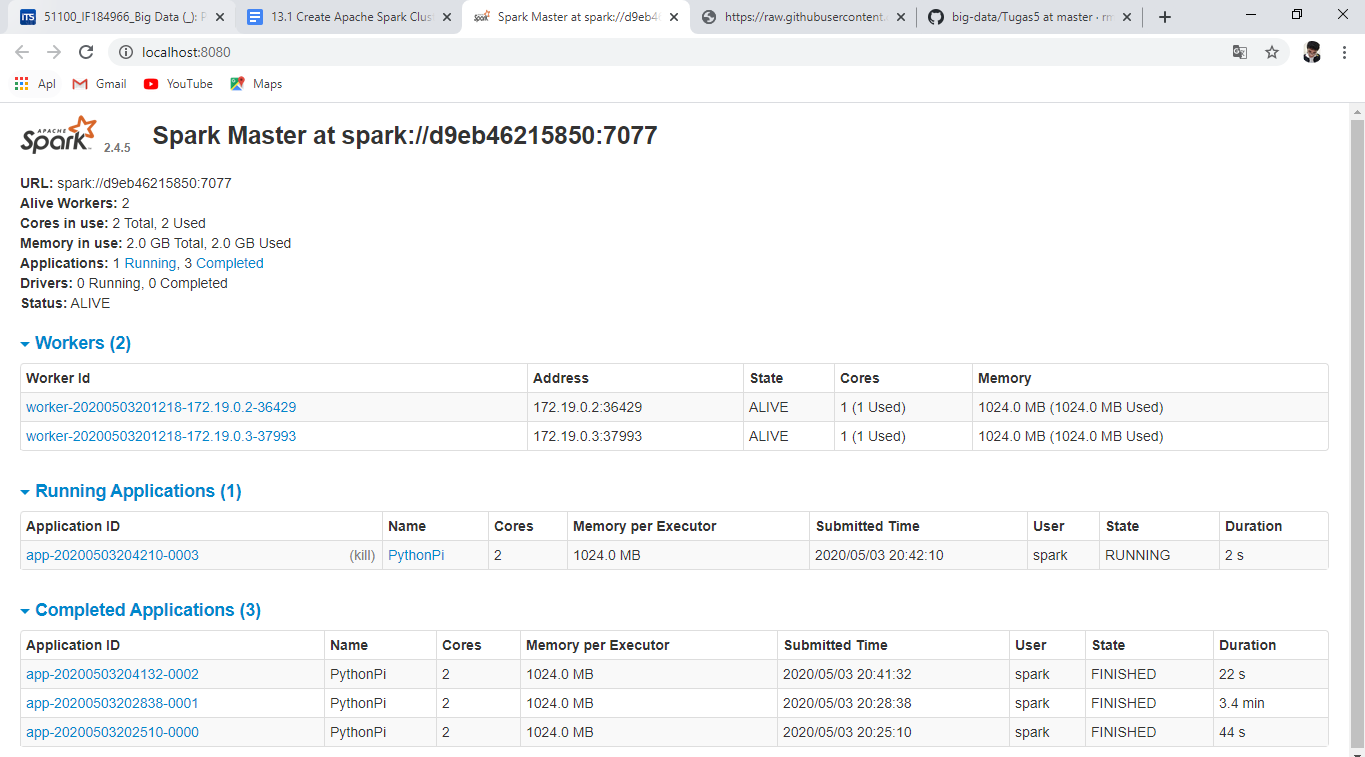 51100_IF184966_Big Data (_): P
13.1 Create Apache Spark Clus
Spark Master at spark://d9eb46
https://raw.githubusercontent.
big-data/Tugas5 at master · rm
localhost:8080
Apl Gmail YouTube Maps
APACHE Spark 2.4.5 Spark Master at spark://d9eb46215850:7077
URL: spark://d9eb46215850:7077
Alive Workers: 2
Cores in use: 2 Total, 2 Used
Memory in use: 2.0 GB Total, 2.0 GB Used
Applications: 1 Running, 3 Completed
Drivers: 0 Running, 0 Completed
Status: ALIVE
Workers (2)
Worker Id Address State Cores Memory
worker-20200503201218-172.19.0.2-36429 172.19.0.2:36429 ALIVE 1 (1 Used) 1024.0 MB (1024.0 MB Used)
worker-20200503201218-172.19.0.3-37993 172.19.0.3:37993 ALIVE 1 (1 Used) 1024.0 MB (1024.0 MB Used)
Running Applications (1)
Application ID Name Cores Memory per Executor Submitted Time User State Duration
app-20200503204210-0003 (kill) PythonPi 2 1024.0 MB 2020/05/03 20:42:10 spark RUNNING 2 s
Completed Applications (3)
Application ID Name Cores Memory per Executor Submitted Time User State Duration
app-20200503204132-0002 PythonPi 2 1024.0 MB 2020/05/03 20:41:32 spark FINISHED 22 s
app-20200503202838-0001 PythonPi 2 1024.0 MB 2020/05/03 20:28:38 spark FINISHED 3.4 min
app-20200503202510-0000 PythonPi 2 1024.0 MB 2020/05/03 20:25:10 spark FINISHED 44 s